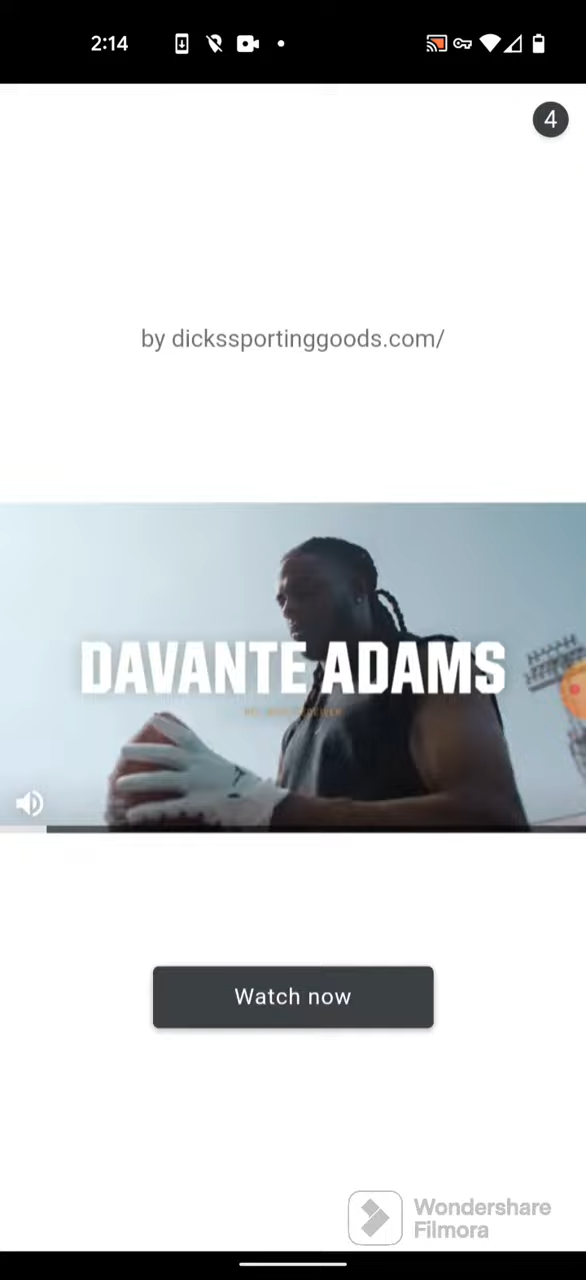 2:14
4
by dickssportinggoods.com/
DAVANTE ADAMS
Watch now
Wondershare
Filmora